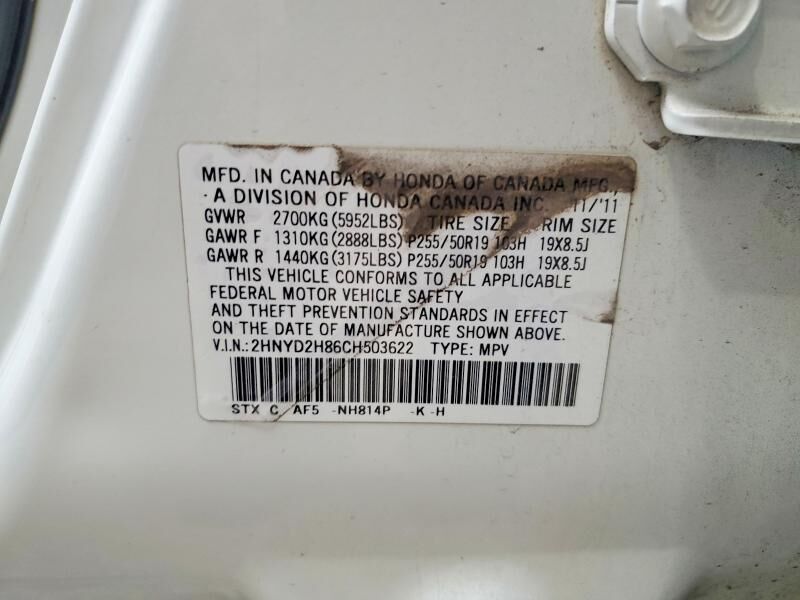 MFD. IN CANADA BY HONDA OF CANADA MFG.,
A DIVISION OF HONDA CANADA INC. 11/'11
GVWR 2700KG(5952LBS) TIRE SIZE RIM SIZE
GAWR F 1310KG(2888LBS)P255/50R19 103H 19X8.5J
GAWR R 1440KG(3175LBS)P255/50R19 103H 19X8.5J
THIS VEHICLE CONFORMS TO ALL APPLICABLE
FEDERAL MOTOR VEHICLE SAFETY
AND THEFT PREVENTION STANDARDS IN EFFECT
ON THE DATE OF MANUFACTURE SHOWN ABOVE.
V.I.N.:2HNYD2H86CH503622 TYPE: MPV
STX C AF5 -NH814P -K -H